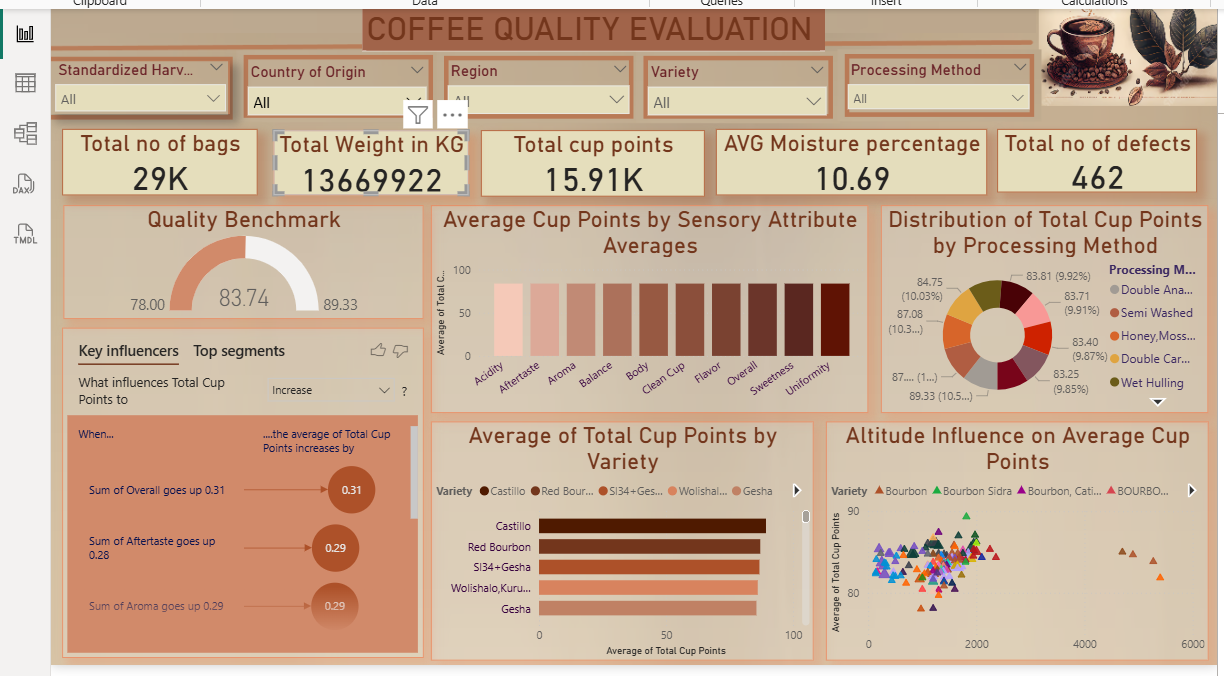 Clipboard
Data
Queries
Insert
Calculations
COFFEE QUALITY EVALUATION
Standardized Harv...
All
Country of Origin
All
Region
All
Variety
All
Processing Method
All
DAX
TMDL
Total no of bags
29K
Total Weight in KG
13669922
Total cup points
15.91K
AVG Moisture percentage
10.69
Total no of defects
462
Quality Benchmark
78.00
83.74
89.33
Key influencers
Top segments
What influences Total Cup
Points to
Increase
?
When...
....the average of Total Cup
Points increases by
Sum of Overall goes up 0.31
0.31
Sum of Aftertaste goes up
0.28
0.29
Sum of Aroma goes up 0.29
0.29
Average Cup Points by Sensory Attribute
Averages
Average of Total C...
100
50
0
Acidity
Aftertaste
Aroma
Balance
Body
Clean Cup
Flavor
Overall
Sweetness
Uniformity
Distribution of Total Cup Points
by Processing Method
83.81 (9.92%)
83.71
(9.91%)
83.40
(9.87%)
83.25
(9.85%)
89.33 (10.5...)
87.... (1...)
87.08
(10.3...)
84.75
(10.03%)
Processing M...
Double Ana...
Semi Washed
Honey,Moss...
Double Car...
Wet Hulling
Average of Total Cup Points by
Variety
Variety
Castillo
Red Bour...
Sl34+Ges...
Wolishal...
Gesha
Castillo
Red Bourbon
Sl34+Gesha
Wolishalo,Kuru...
Gesha
0
50
100
Average of Total Cup Points
Altitude Influence on Average Cup
Points
Variety
Bourbon
Bourbon Sidra
Bourbon, Cati...
BOURBO...
Average of Total Cup Points
90
80
0
2000
4000
6000